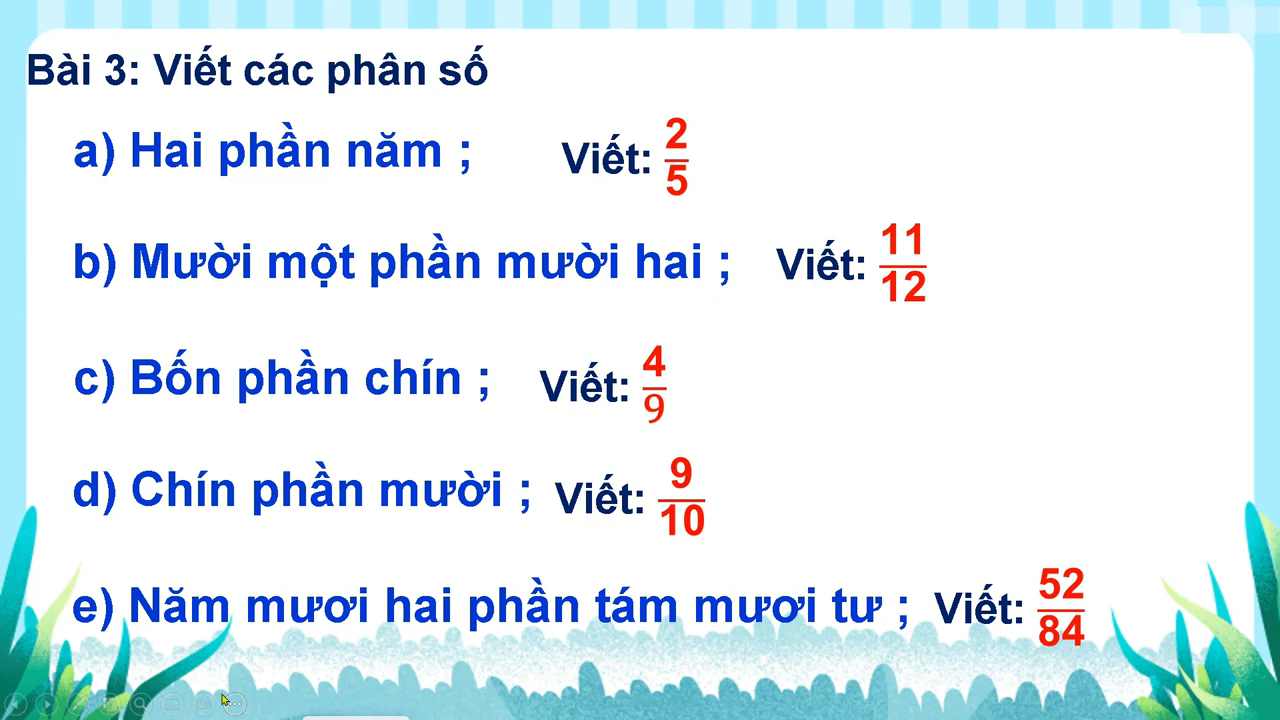 Bài 3: Viết các phân số
a) Hai phần năm ; Viết: 2/5
b) Mười một phần mười hai ; Viết: 11/12
c) Bốn phần chín ; Viết: 4/9
d) Chín phần mười ; Viết: 9/10
e) Năm mươi hai phần tám mươi tư ; Viết: 52/84